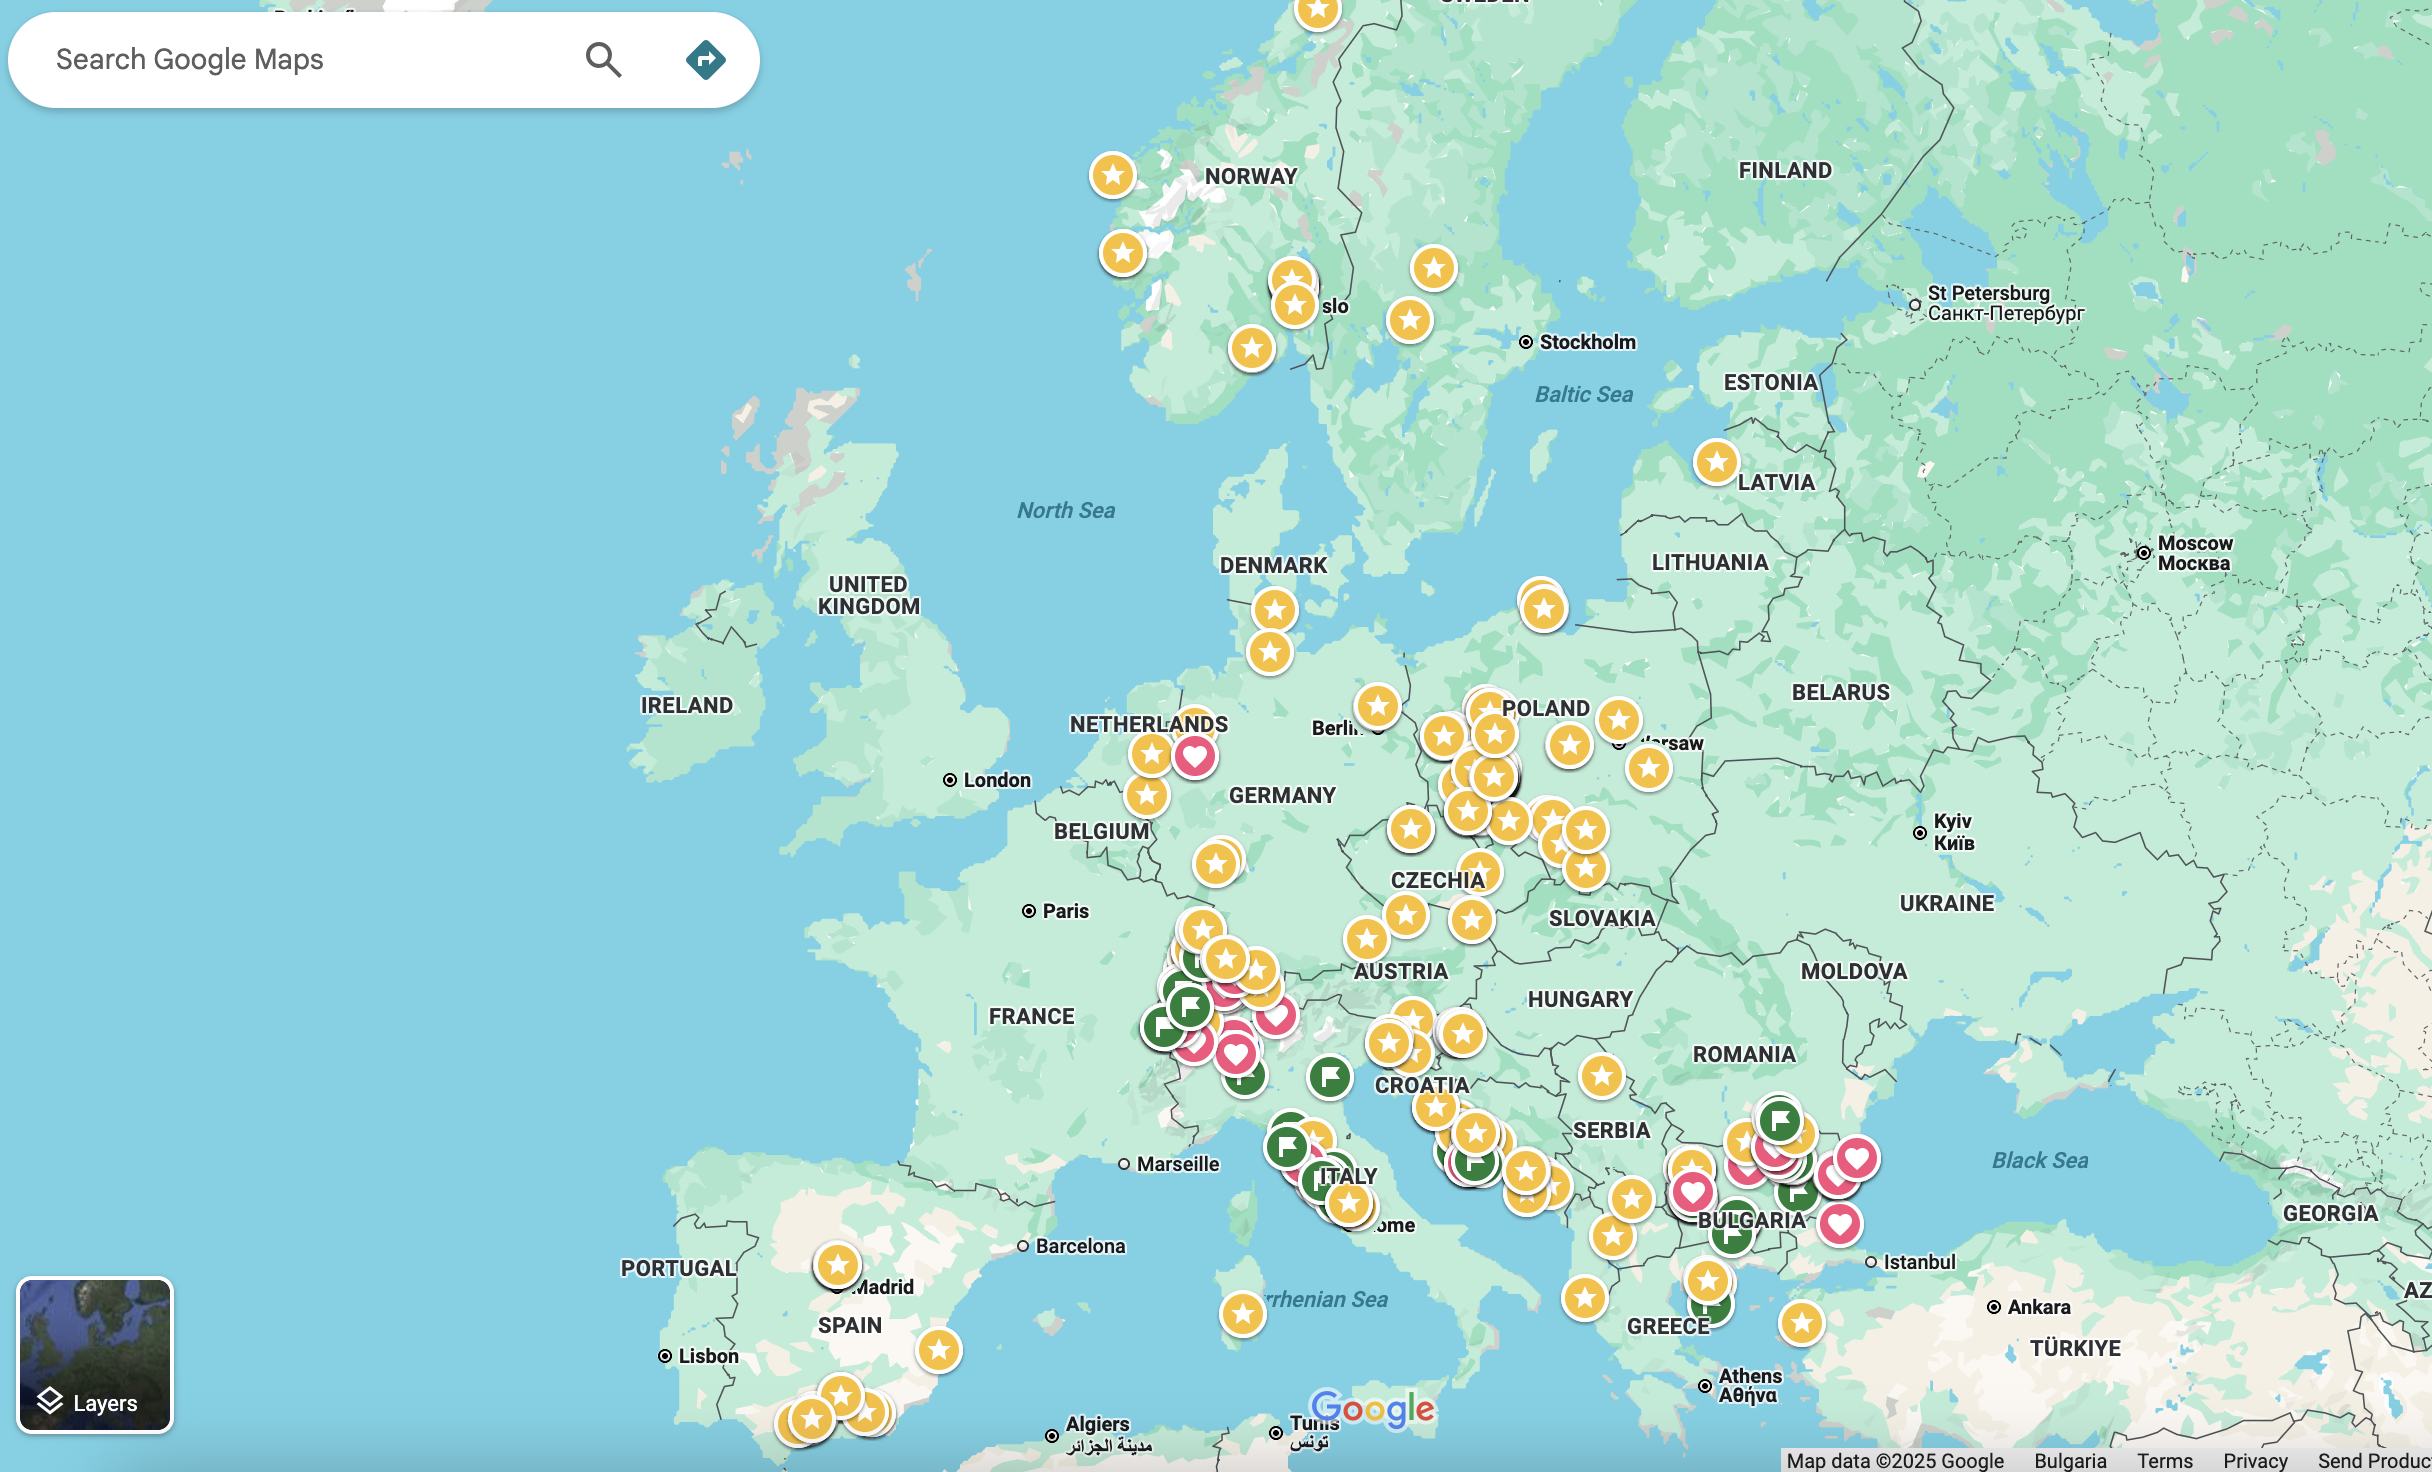 Search Google Maps
NORWAY
FINLAND
slo
St Petersburg
Санкт-Петербург
Stockholm
Baltic Sea
ESTONIA
LATVIA
North Sea
DENMARK
LITHUANIA
Moscow
Москва
UNITED
KINGDOM
IRELAND
NETHERLANDS
POLAND
BELARUS
London
GERMANY
BELGIUM
Kyiv
Київ
CZECHIA
UKRAINE
Paris
SLOVAKIA
AUSTRIA
MOLDOVA
HUNGARY
FRANCE
ROMANIA
CROATIA
SERBIA
Marseille
ITALY
Black Sea
GEORGIA
BULGARIA
ome
Barcelona
Istanbul
PORTUGAL
Madrid
AZ
rrhenian Sea
Ankara
SPAIN
GREECE
TÜRKIYE
Lisbon
Athens
Αθήνα
Layers
Google
Algiers
مدينة الجزائر
Tunis
تونس
Map data ©2025 Google Bulgaria Terms Privacy Send Produc